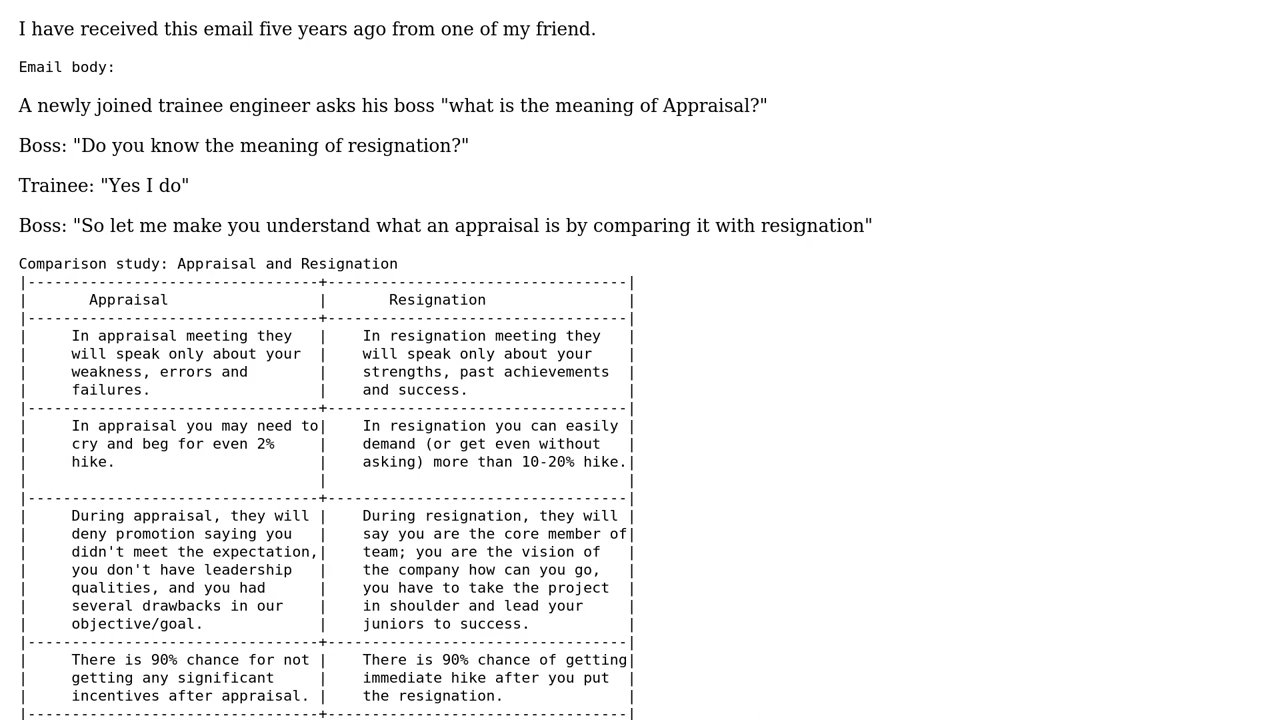 I have received this email five years ago from one of my friend.
Email body:
A newly joined trainee engineer asks his boss "what is the meaning of Appraisal?"
Boss: "Do you know the meaning of resignation?"
Trainee: "Yes I do"
Boss: "So let me make you understand what an appraisal is by comparing it with resignation"
Comparison study: Appraisal and Resignation
|---------------------------------+----------------------------------|
|       Appraisal                 |       Resignation                |
|---------------------------------+----------------------------------|
|     In appraisal meeting they   |    In resignation meeting they   |
|     will speak only about your  |    will speak only about your    |
|     weakness, errors and        |    strengths, past achievements  |
|     failures.                   |    and success.                  |
|---------------------------------+----------------------------------|
|     In appraisal you may need to|    In resignation you can easily |
|     cry and beg for even 2%     |    demand (or get even without   |
|     hike.                       |    asking) more than 10-20% hike.|
|                                 |                                  |
|---------------------------------+----------------------------------|
|     During appraisal, they will |    During resignation, they will |
|     deny promotion saying you   |    say you are the core member of|
|     didn't meet the expectation,|    team; you are the vision of   |
|     you don't have leadership   |    the company how can you go,   |
|     qualities, and you had      |    you have to take the project  |
|     several drawbacks in our    |    in shoulder and lead your     |
|     objective/goal.             |    juniors to success.           |
|---------------------------------+----------------------------------|
|     There is 90% chance for not |    There is 90% chance of getting|
|     getting any significant     |    immediate hike after you put  |
|     incentives after appraisal. |    the resignation.              |
|---------------------------------+----------------------------------|